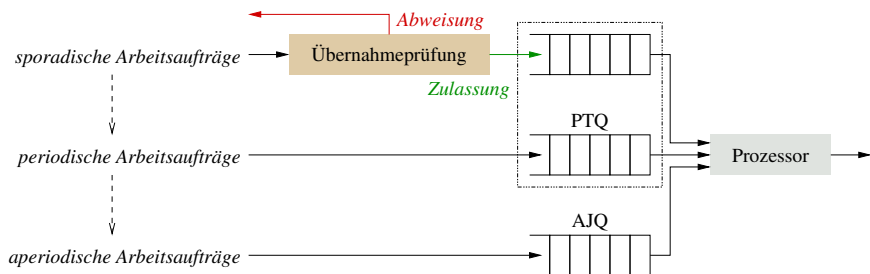 Abweisung
sporadische Arbeitsaufträge
Übernahmeprüfung
Zulassung
PTQ
periodische Arbeitsaufträge
Prozessor
AJQ
aperiodische Arbeitsaufträge